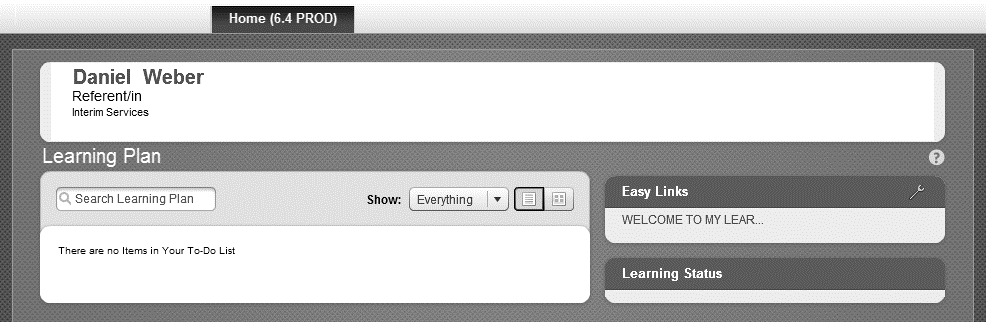 Home (6.4 PROD)
Daniel Weber
Referent/in
Interim Services
Learning Plan
?
Search Learning Plan
Show:
Everything
There are no Items in Your To-Do List
Easy Links
WELCOME TO MY LEAR...
Learning Status